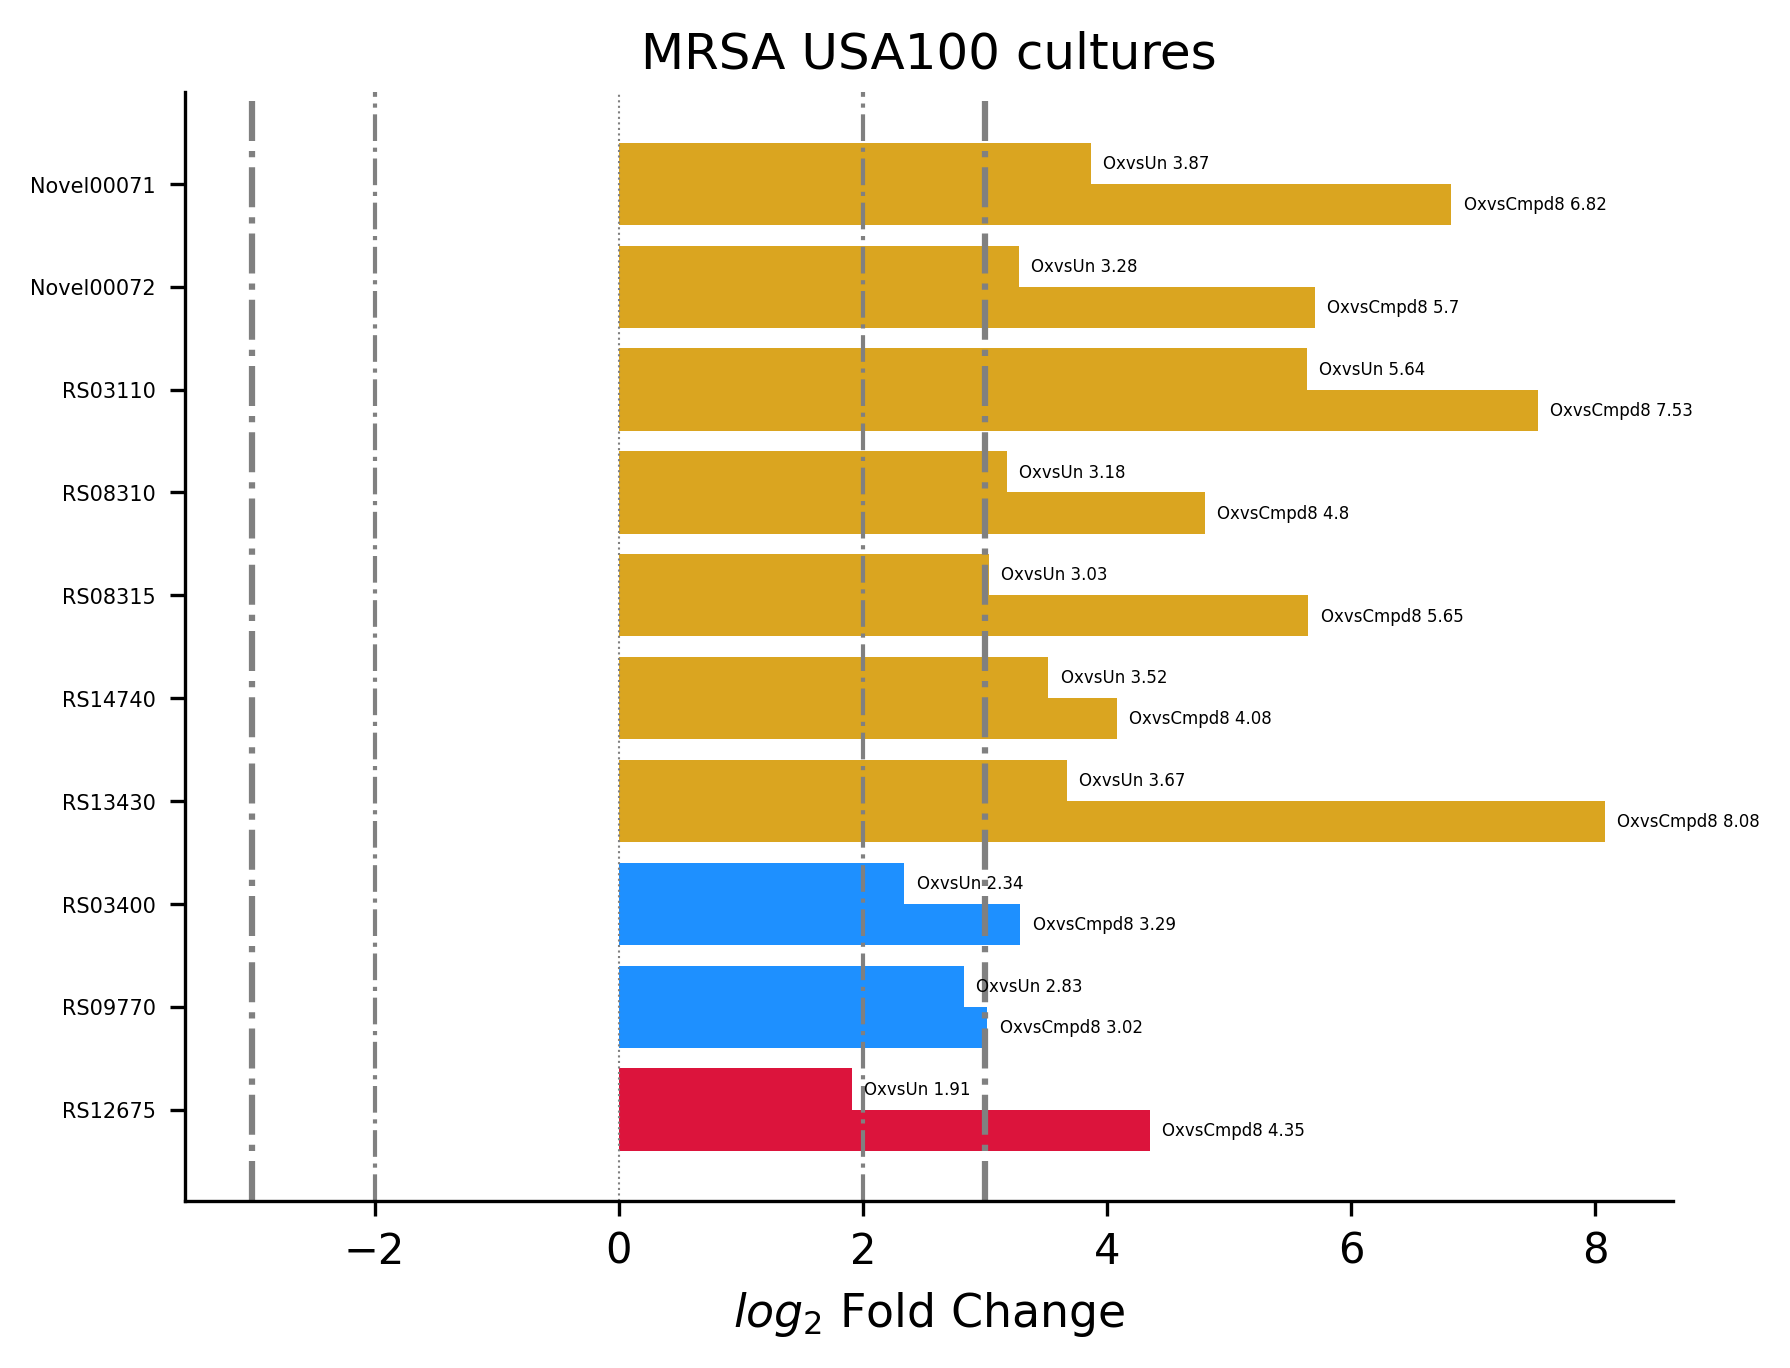 MRSA USA100 cultures
Novel00071
OxvsUn 3.87
OxvsCmpd8 6.82
Novel00072
OxvsUn 3.28
OxvsCmpd8 5.7
RS03110
OxvsUn 5.64
OxvsCmpd8 7.53
RS08310
OxvsUn 3.18
OxvsCmpd8 4.8
RS08315
OxvsUn 3.03
OxvsCmpd8 5.65
RS14740
OxvsUn 3.52
OxvsCmpd8 4.08
RS13430
OxvsUn 3.67
OxvsCmpd8 8.08
RS03400
OxvsUn 2.34
OxvsCmpd8 3.29
RS09770
OxvsUn 2.83
OxvsCmpd8 3.02
RS12675
OxvsUn 1.91
OxvsCmpd8 4.35
−2 0 2 4 6 8
log₂ Fold Change